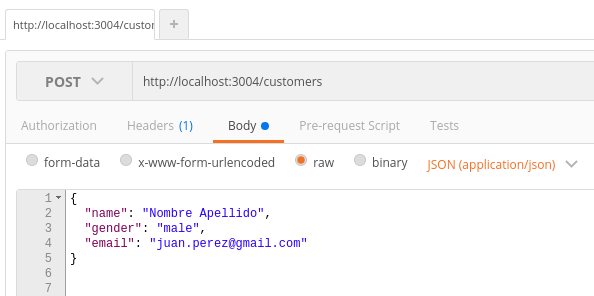 http://localhost:3004/custor +
POST http://localhost:3004/customers
Authorization Headers (1) Body Pre-request Script Tests
form-data x-www-form-urlencoded raw binary JSON (application/json)
1 {
2 "name": "Nombre Apellido",
3 "gender": "male",
4 "email": "juan.perez@gmail.com"
5 }
6
7